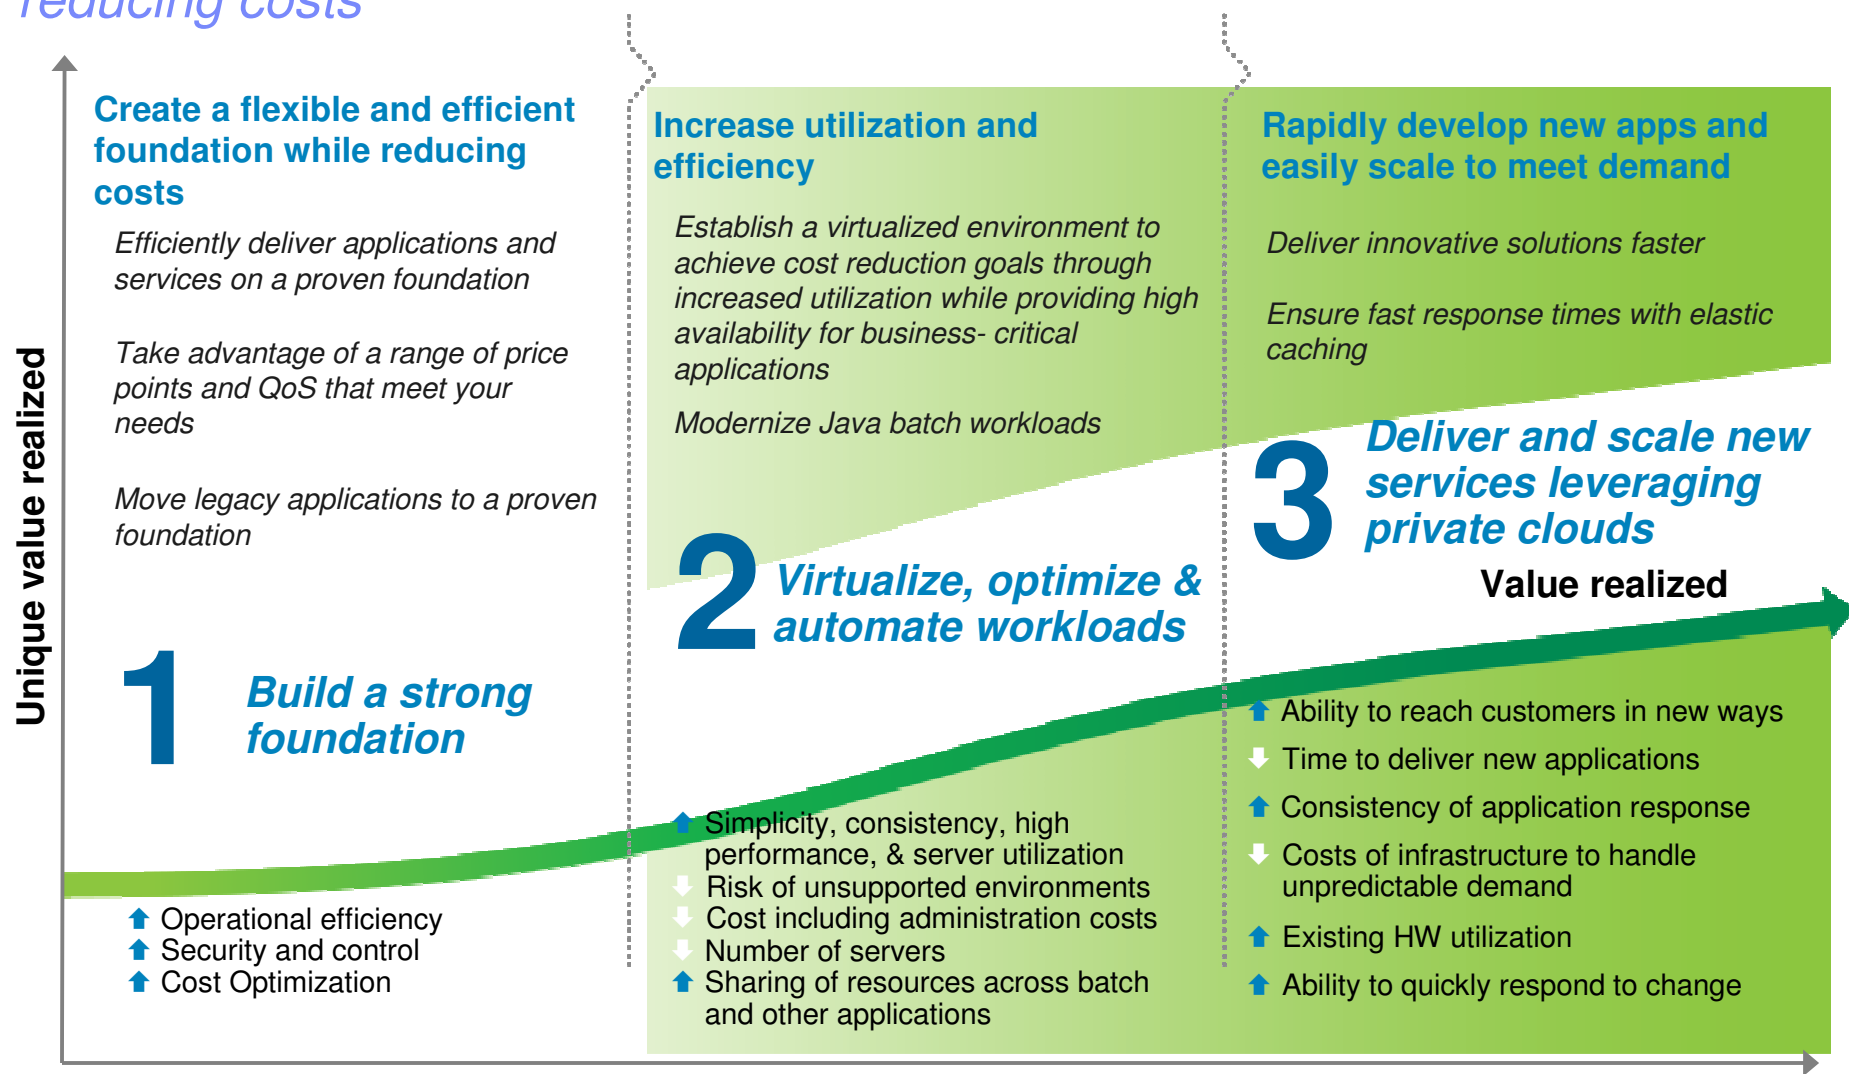 reducing costs
Create a flexible and efficient
foundation while reducing
costs
Efficiently deliver applications and
services on a proven foundation
Take advantage of a range of price
points and QoS that meet your
needs
Move legacy applications to a proven
foundation
1
Build a strong
foundation
Operational efficiency
Security and control
Cost Optimization
Increase utilization and
efficiency
Establish a virtualized environment to
achieve cost reduction goals through
increased utilization while providing high
availability for business- critical
applications
Modernize Java batch workloads
2
Virtualize, optimize &
automate workloads
Simplicity, consistency, high
performance, & server utilization
Risk of unsupported environments
Cost including administration costs
Number of servers
Sharing of resources across batch
and other applications
Rapidly develop new apps and
easily scale to meet demand
Deliver innovative solutions faster
Ensure fast response times with elastic
caching
3
Deliver and scale new
services leveraging
private clouds
Value realized
Ability to reach customers in new ways
Time to deliver new applications
Consistency of application response
Costs of infrastructure to handle
unpredictable demand
Existing HW utilization
Ability to quickly respond to change
Unique value realized